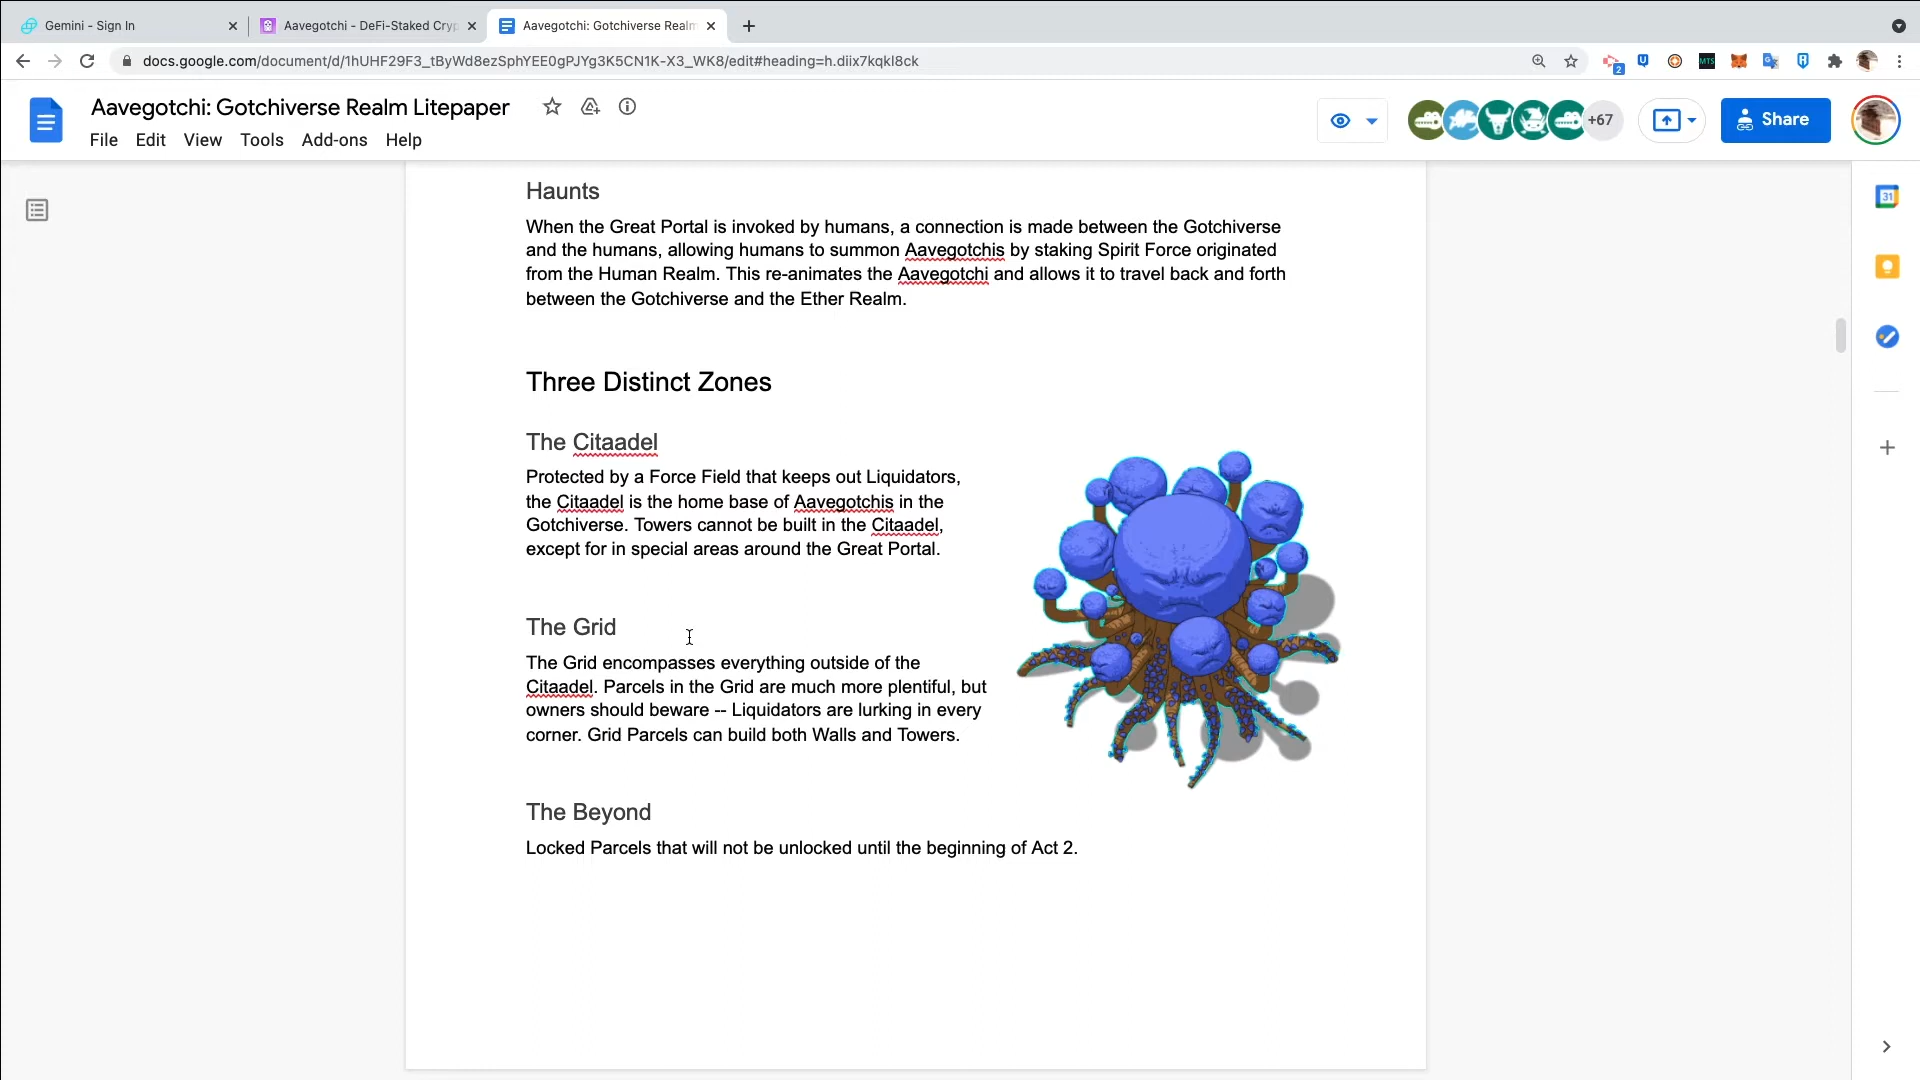 Gemini - Sign In
Aavegotchi - DeFi-Staked Cryp
Aavegotchi: Gotchiverse Realm
docs.google.com/document/d/1hUHF29F3_tByWd8ezSphYEE0gPJYg3K5CN1K-X3_WK8/edit#heading=h.diix7kqkl8ck
2
MTS
Aavegotchi: Gotchiverse Realm Litepaper
File Edit View Tools Add-ons Help
+67
Share
31
Haunts
When the Great Portal is invoked by humans, a connection is made between the Gotchiverse
and the humans, allowing humans to summon Aavegotchis by staking Spirit Force originated
from the Human Realm. This re-animates the Aavegotchi and allows it to travel back and forth
between the Gotchiverse and the Ether Realm.
Three Distinct Zones
The Citaadel
Protected by a Force Field that keeps out Liquidators,
the Citaadel is the home base of Aavegotchis in the
Gotchiverse. Towers cannot be built in the Citaadel,
except for in special areas around the Great Portal.
The Grid
The Grid encompasses everything outside of the
Citaadel. Parcels in the Grid are much more plentiful, but
owners should beware -- Liquidators are lurking in every
corner. Grid Parcels can build both Walls and Towers.
The Beyond
Locked Parcels that will not be unlocked until the beginning of Act 2.